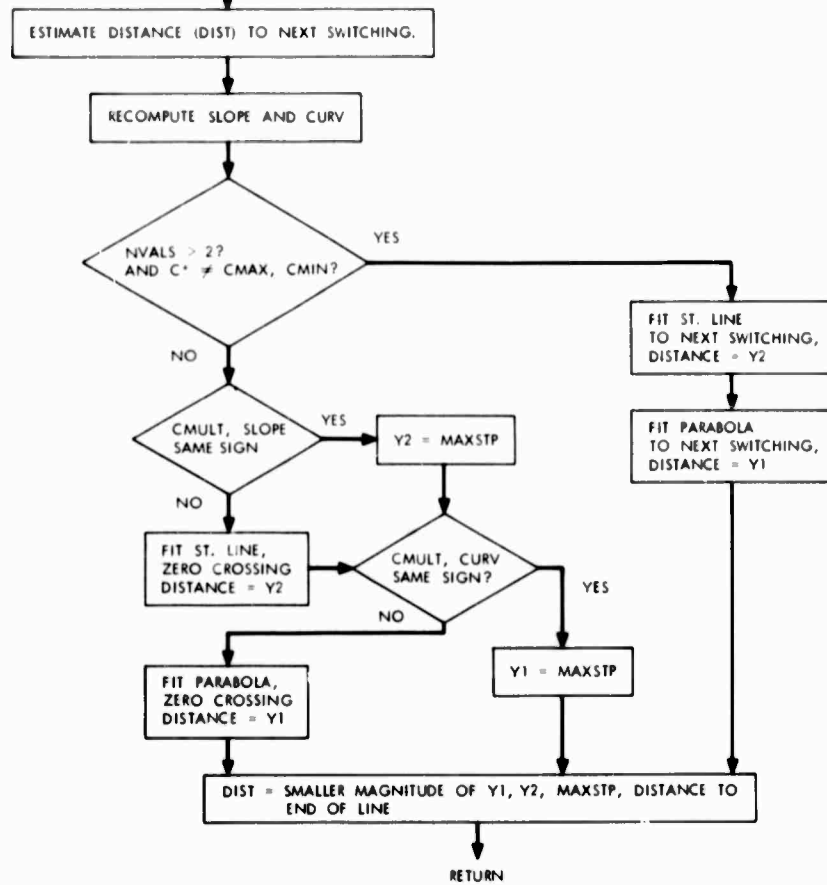 ESTIMATE DISTANCE (DIST) TO NEXT SWITCHING.
RECOMPUTE SLOPE AND CURV
NVALS > 2?
AND C⁺ ≠ CMAX, CMIN?
YES
NO
FIT ST. LINE
TO NEXT SWITCHING,
DISTANCE = Y2
FIT PARABOLA
TO NEXT SWITCHING,
DISTANCE = Y1
CMULT, SLOPE
SAME SIGN
YES
NO
Y2 = MAXSTP
FIT ST. LINE,
ZERO CROSSING
DISTANCE = Y2
CMULT, CURV
SAME SIGN?
YES
NO
Y1 = MAXSTP
FIT PARABOLA,
ZERO CROSSING
DISTANCE = Y1
DIST = SMALLER MAGNITUDE OF Y1, Y2, MAXSTP, DISTANCE TO
END OF LINE
RETURN